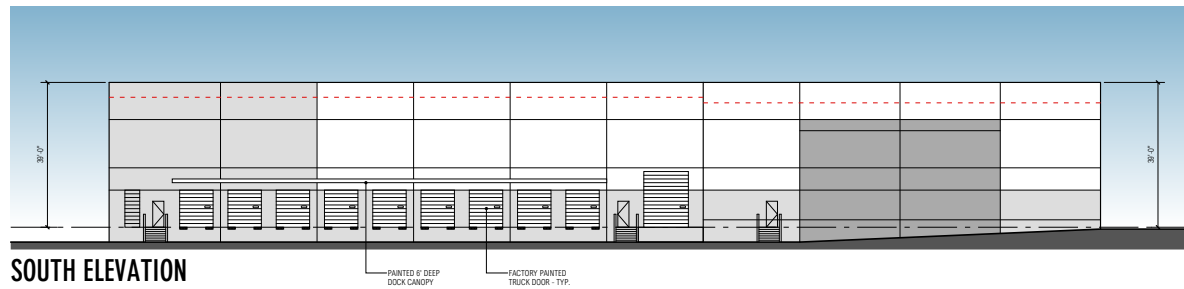 39'-0"
39'-0"
SOUTH ELEVATION
PAINTED 6' DEEP
DOCK CANOPY
FACTORY PAINTED
TRUCK DOOR - TYP.